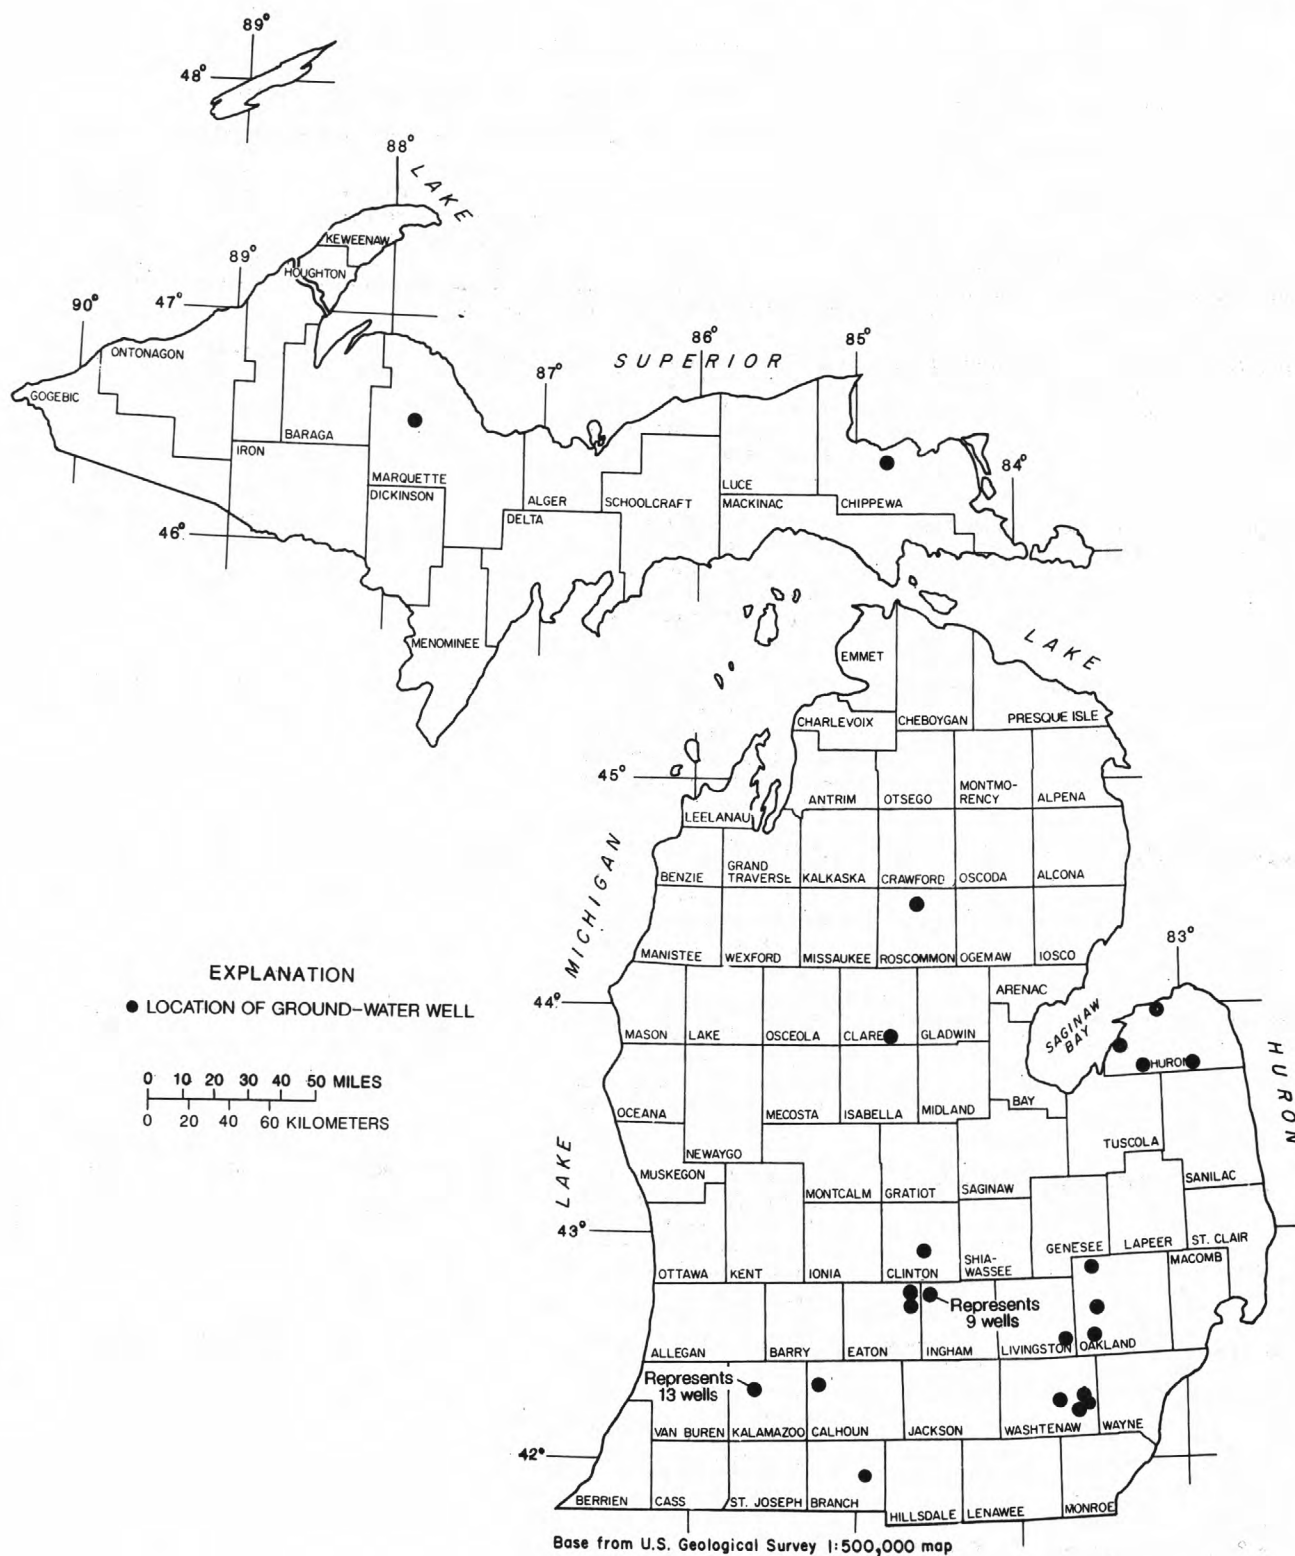 89°
48°
88°
LAKE
KEWEENAW
89°
HOUGHTON
90°
47°
86°
85°
ONTONAGON
SUPERIOR
87°
GOGEBIC
BARAGA
IRON
84°
MARQUETTE
LUCE
DICKINSON
ALGER
SCHOOLCRAFT
MACKINAC
CHIPPEWA
DELTA
46°
MENOMINEE
LAKE
EMMET
CHARLEVOIX
CHEBOYGAN
PRESQUE ISLE
45°
ANTRIM
OTSEGO
MONTMO-
RENCY
ALPENA
LEELANAU
MICHIGAN
BENZIE
GRAND
TRAVERSE
KALKASKA
CRAWFORD
OSCODA
ALCONA
83°
MANISTEE
WEXFORD
MISSAUKEE
ROSCOMMON
OGEMAW
IOSCO
EXPLANATION
LOCATION OF GROUND-WATER WELL
44°
ARENAC
SAGINAW
BAY
MASON
LAKE
OSCEOLA
CLARE
GLADWIN
HURON
HURON
0 10 20 30 40 50 MILES
0 20 40 60 KILOMETERS
OCEANA
MECOSTA
ISABELLA
MIDLAND
BAY
LAKE
NEWAYGO
TUSCOLA
MUSKEGON
MONTCALM
GRATIOT
SAGINAW
SANILAC
43°
OTTAWA
KENT
IONIA
CLINTON
SHIA-
WASSEE
GENESEE
LAPEER
ST. CLAIR
MACOMB
Represents
9 wells
ALLEGAN
BARRY
EATON
INGHAM
LIVINGSTON
OAKLAND
Represents
13 wells
VAN BUREN
KALAMAZOO
CALHOUN
JACKSON
WASHTENAW
WAYNE
42°
BERRIEN
CASS
ST. JOSEPH
BRANCH
HILLSDALE
LENAWEE
MONROE
Base from U.S. Geological Survey 1:500,000 map